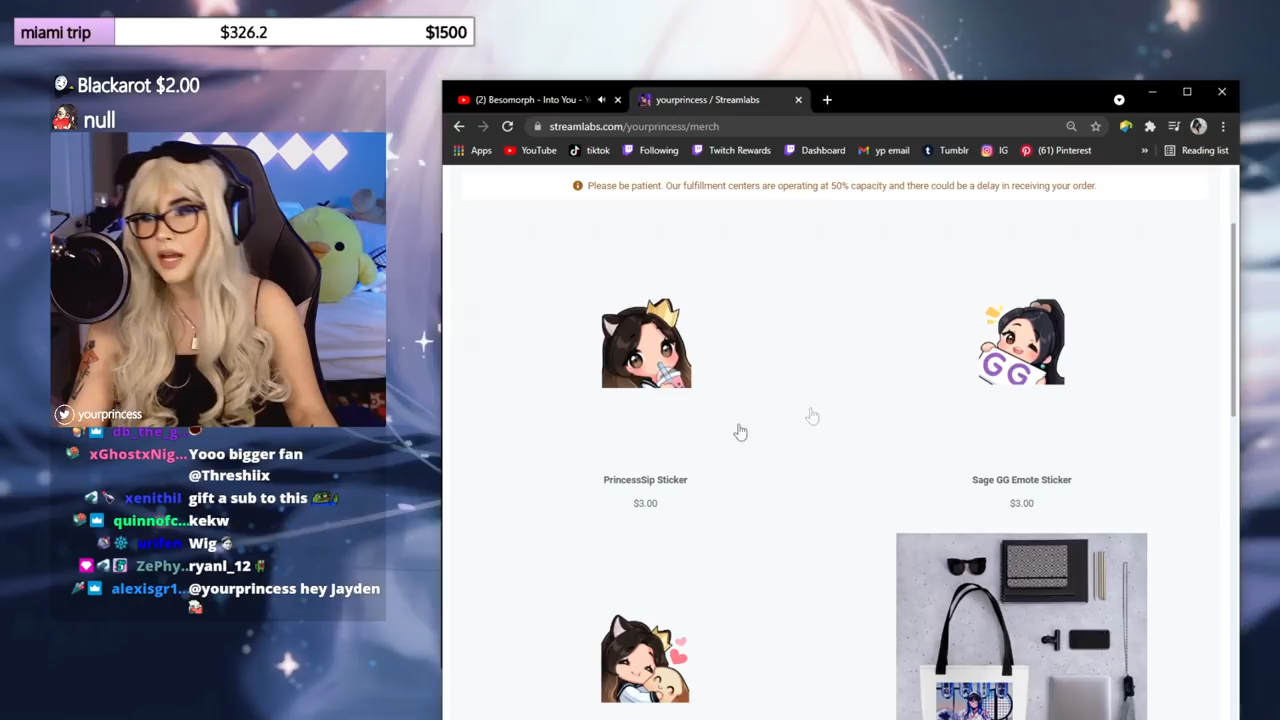 miami trip
$326.2
$1500
Blackarot $2.00
null
yourprincess
xGhostxNig... Yooo bigger fan
@Threshiix
xenithil gift a sub to this
quinnofc... kekw
Wig
ZePhy.. ryanl_12
alexisgr1... @yourprincess hey Jayden
(2) Besomorph - Into You - Y
yourprincess / Streamlabs
streamlabs.com/yourprincess/merch
Apps
YouTube
tiktok
Following
Twitch Rewards
Dashboard
yp email
Tumblr
IG
(61) Pinterest
»
Reading list
Please be patient. Our fulfillment centers are operating at 50% capacity and there could be a delay in receiving your order.
GG
PrincessSip Sticker
$3.00
Sage GG Emote Sticker
$3.00